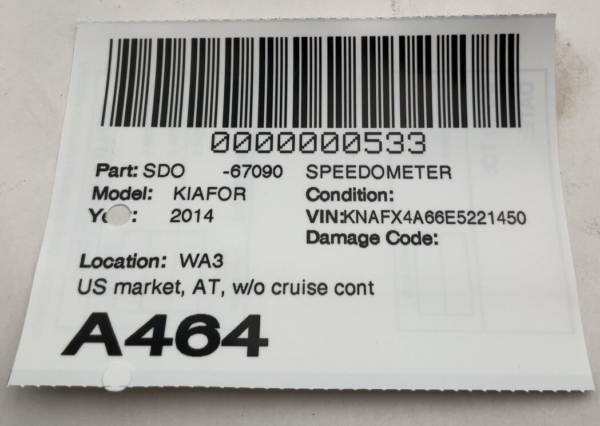 0000000533
Part: SDO -67090 SPEEDOMETER
Model: KIAFOR Condition:
Ye : 2014 VIN:KNAFX4A66E5221450
Damage Code:
Location: WA3
US market, AT, w/o cruise cont
A464